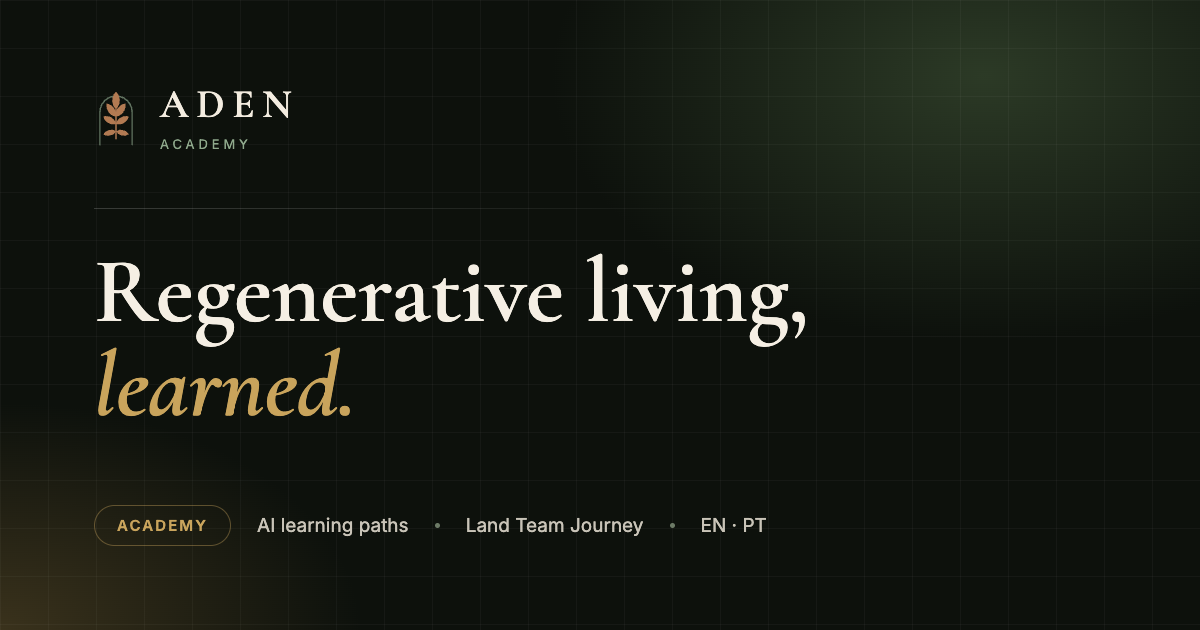 ADEN
ACADEMY
Regenerative living,
learned.
ACADEMY AI learning paths • Land Team Journey • EN · PT